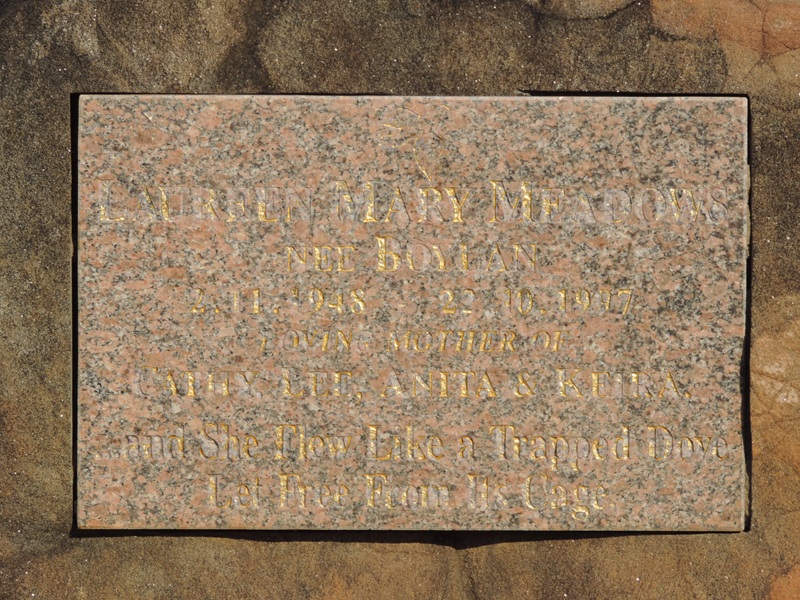 LAUREEN MARY MEADOWS
NEE BOYLAN
2.11.1948 - 22.10.1997
LOVING MOTHER OF
CATHY, LEE, ANITA & KEIRA.
...and She Flew Like a Trapped Dove
Let Free From Its Cage.